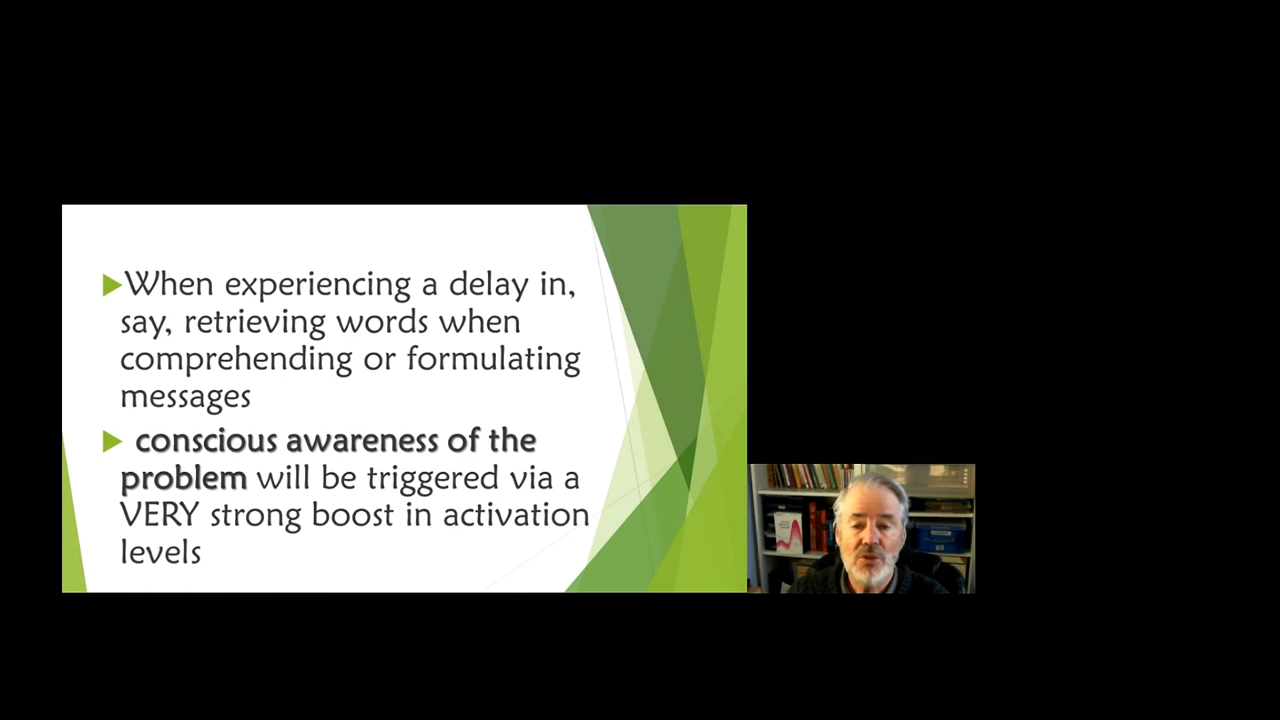 When experiencing a delay in,
say, retrieving words when
comprehending or formulating
messages
conscious awareness of the
problem will be triggered via a
VERY strong boost in activation
levels